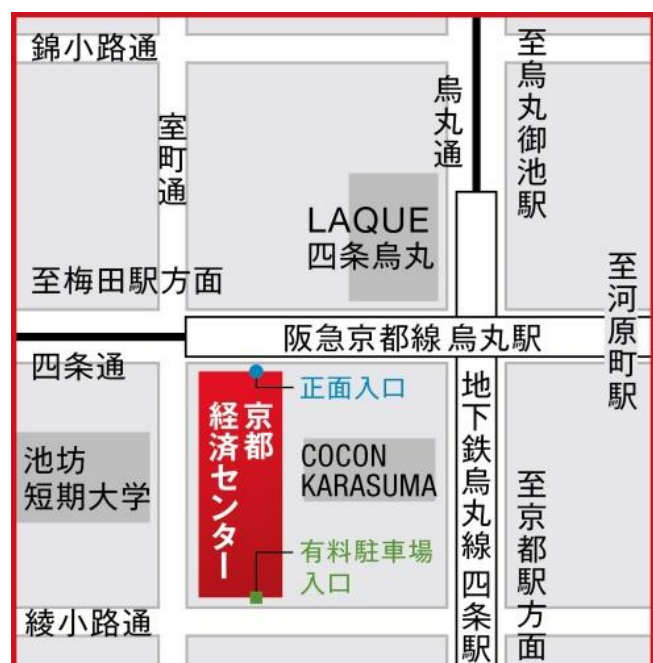 錦小路通
室町通
烏丸通
至烏丸御池駅
LAQUE
四条烏丸
至梅田駅方面
至河原町駅
阪急京都線 烏丸駅
四条通
正面入口
京都
経済センター
池坊
短期大学
COCON
KARASUMA
地下鉄烏丸線 四条駅
至京都駅方面
有料駐車場
入口
綾小路通